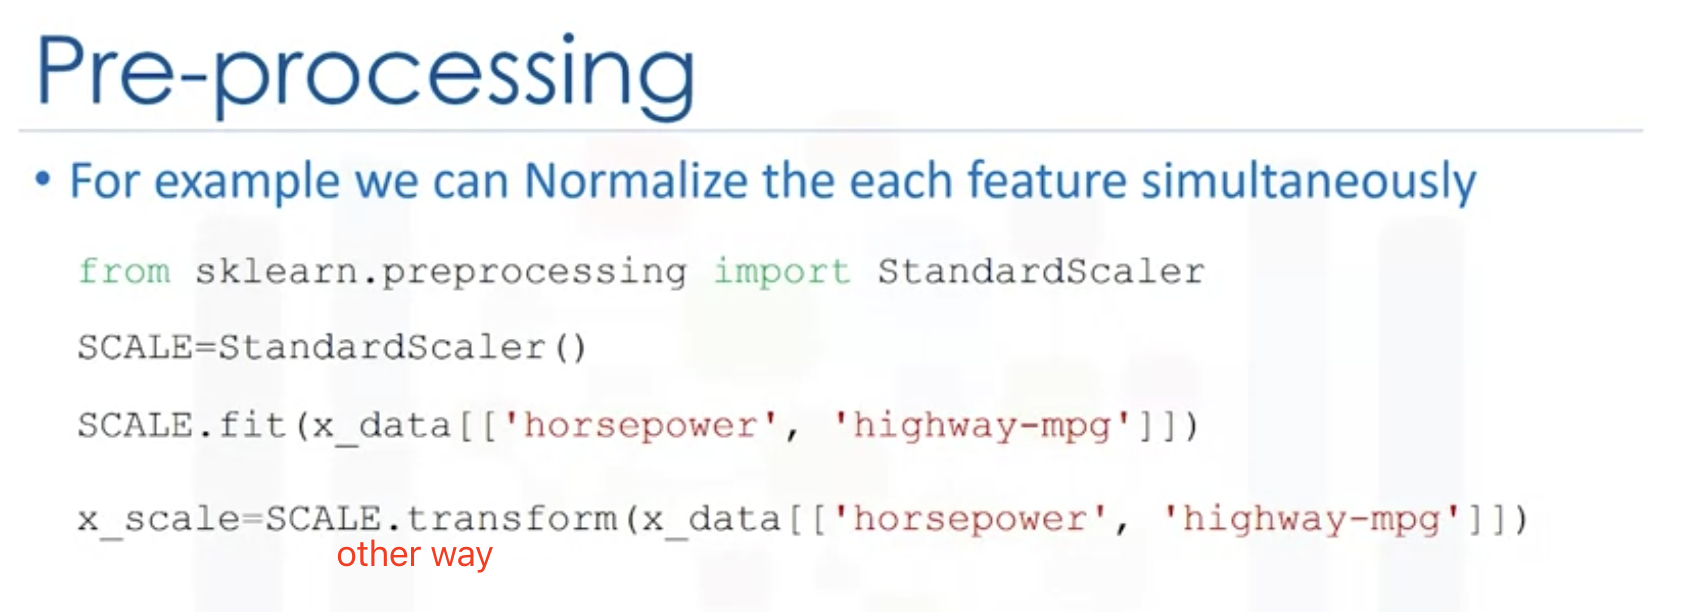 Pre-processing
• For example we can Normalize the each feature simultaneously
from sklearn.preprocessing import StandardScaler
SCALE=StandardScaler()
SCALE.fit(x_data[['horsepower', 'highway-mpg']])
x_scale=SCALE.transform(x_data[['horsepower', 'highway-mpg']])
other way